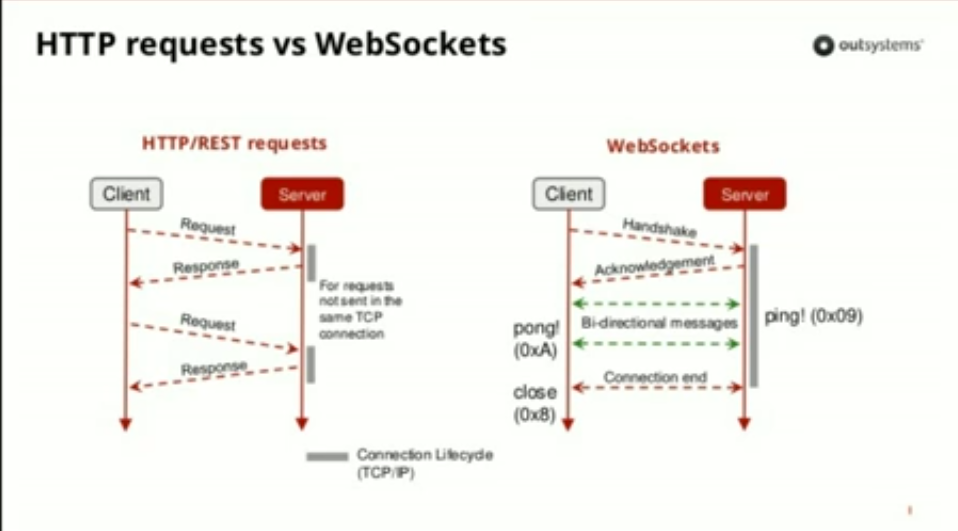 HTTP requests vs WebSockets
outsystems
HTTP/REST requests
Client
Server
Request
Response
For requests
not sent in the
same TCP
connection
Request
Response
WebSockets
Client
Server
Handshake
Acknowledgement
Bi-directional messages
ping! (0x09)
pong!
(0xA)
Connection end
close
(0x8)
Connection Lifecycle
(TCP/IP)